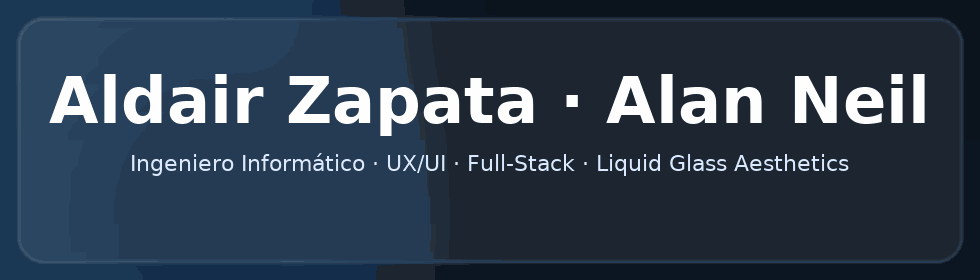 Aldair Zapata · Alan Neil
Ingeniero Informático · UX/UI · Full-Stack · Liquid Glass Aesthetics